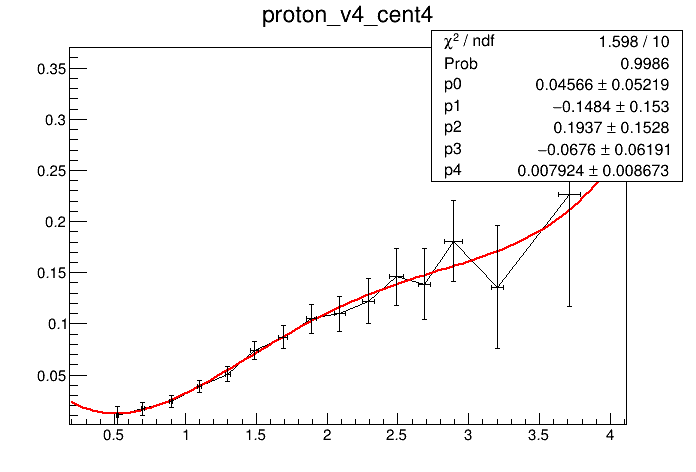 proton_v4_cent4
χ² / ndf 1.598 / 10
Prob 0.9986
p0 0.04566 ± 0.05219
p1 −0.1484 ± 0.153
p2 0.1937 ± 0.1528
p3 −0.0676 ± 0.06191
p4 0.007924 ± 0.008673
0.35
0.3
0.25
0.2
0.15
0.1
0.05
0.5 1 1.5 2 2.5 3 3.5 4